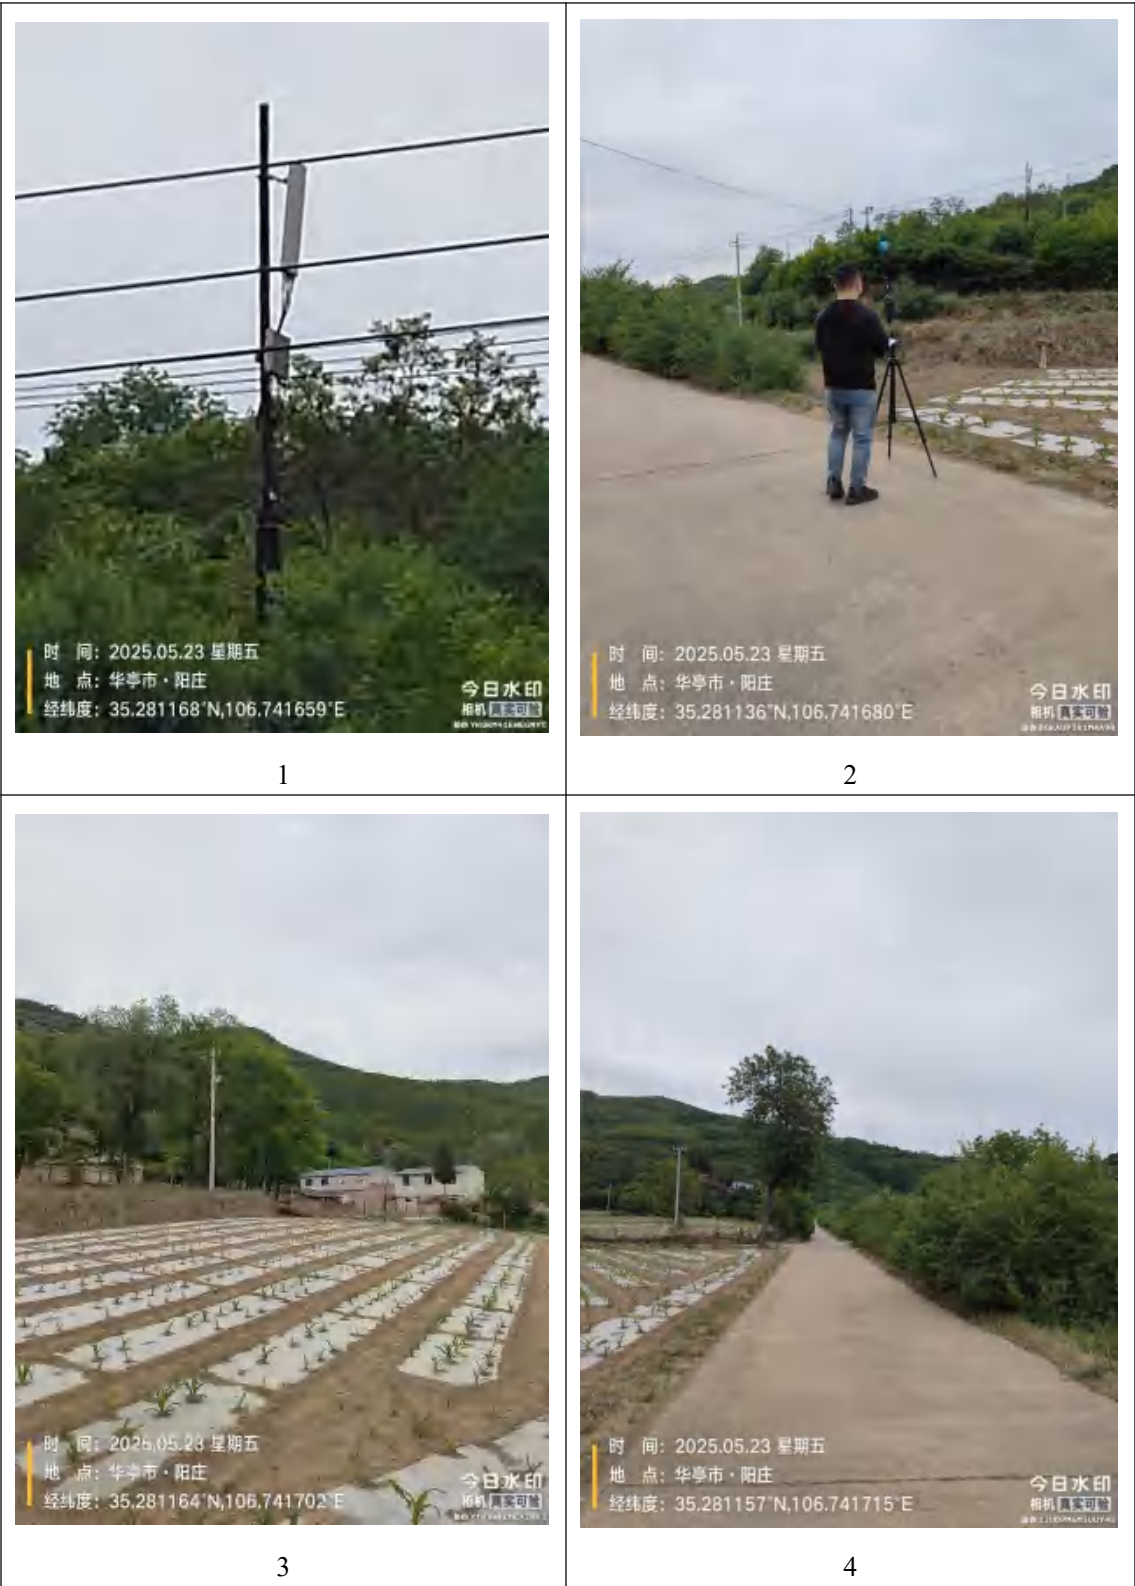 时 间：2025.05.23 星期五
地 点：华亭市·阳庄
经纬度：35.281168°N,106.741659°E
今日水印
相机 真实可验
1
时 间：2025.05.23 星期五
地 点：华亭市·阳庄
经纬度：35.281136°N,106.741680°E
今日水印
相机 真实可验
2
时 间：2025.05.23 星期五
地 点：华亭市·阳庄
经纬度：35.281164°N,106.741702°E
今日水印
相机 真实可验
3
时 间：2025.05.23 星期五
地 点：华亭市·阳庄
经纬度：35.281157°N,106.741715°E
今日水印
相机 真实可验
4